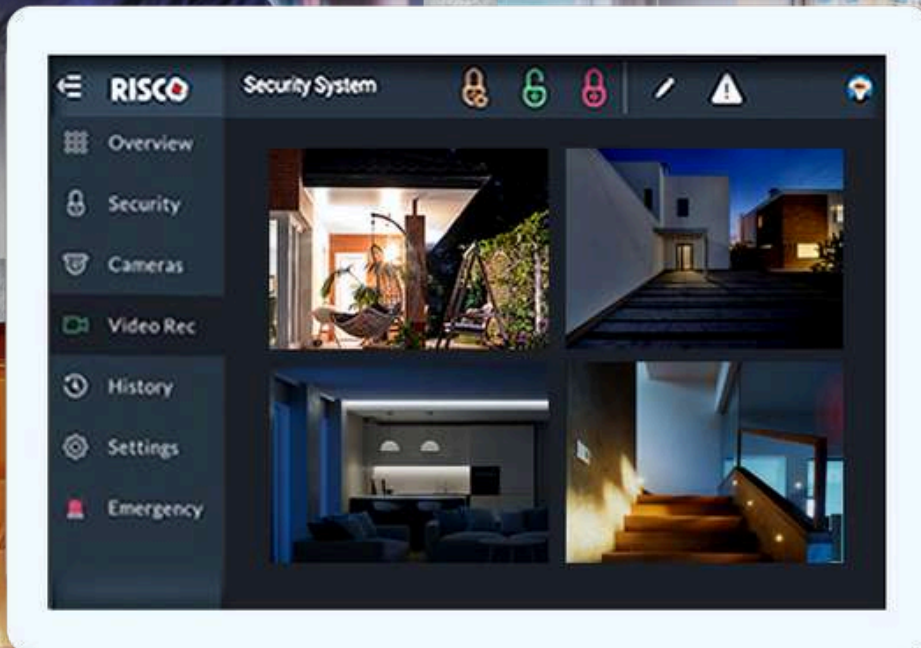 RISCO
Security System
Overview
Security
Cameras
Video Rec
History
Settings
Emergency